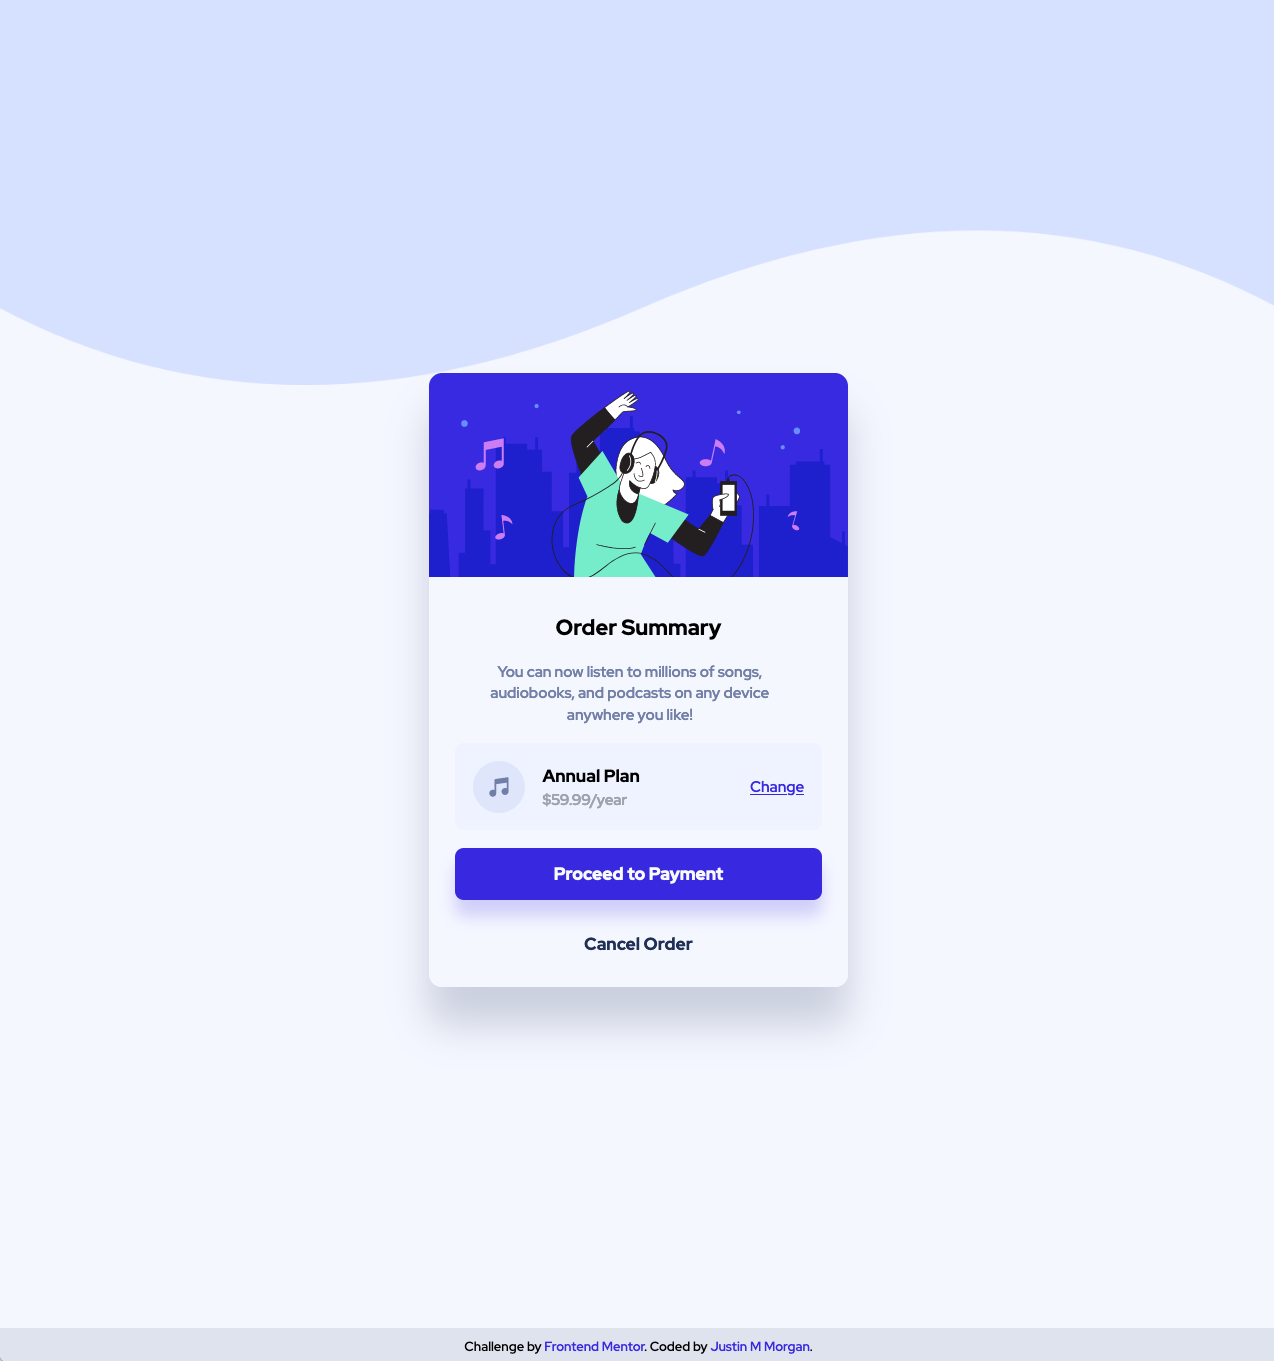 Order Summary
You can now listen to millions of songs,
audiobooks, and podcasts on any device
anywhere you like!
Annual Plan
$59.99/year
Change
Proceed to Payment
Cancel Order
Challenge by Frontend Mentor. Coded by Justin M Morgan.